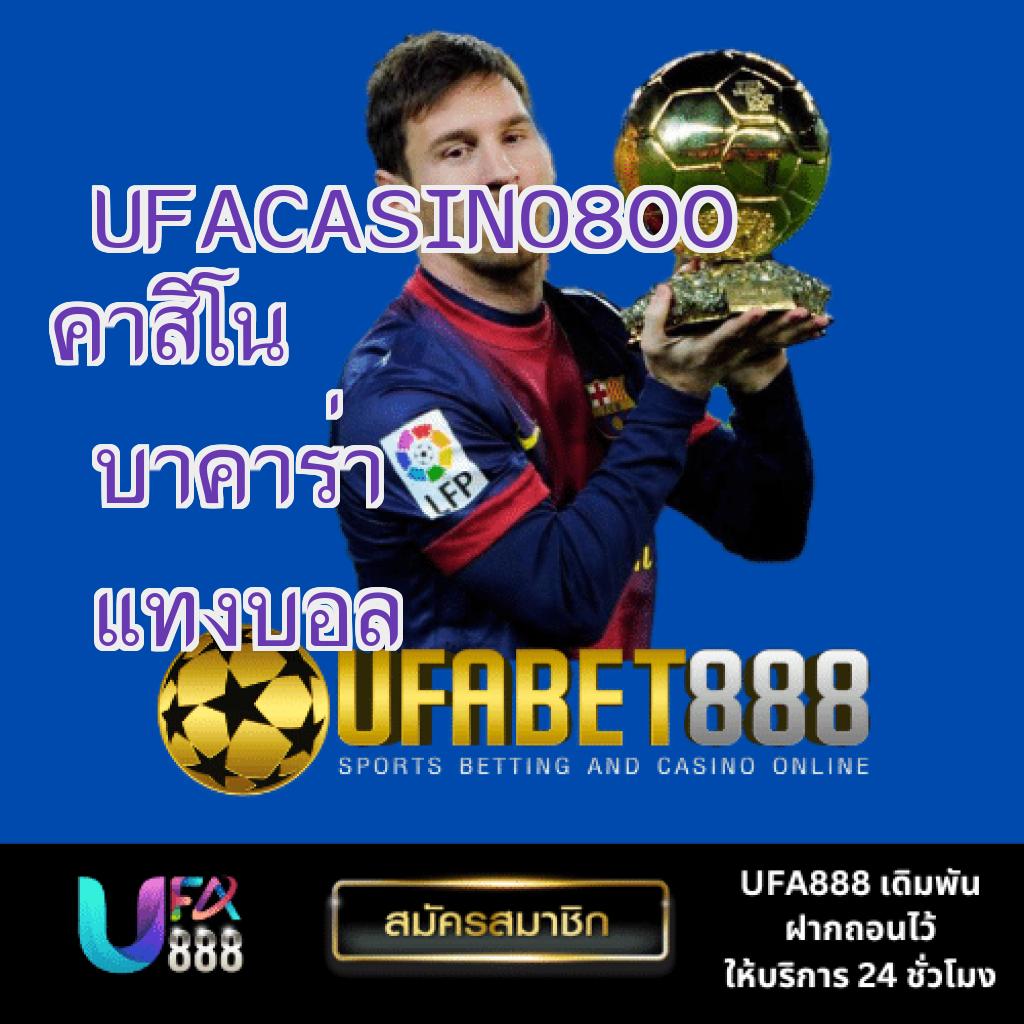 UFACASINO800
คาสิโน
บาคาร่า
แทงบอล
LFP
UFABET888
SPORTS BETTING AND CASINO ONLINE
UFA
888
สมัครสมาชิก
UFA888 เดิมพัน
ฝากถอนไว้
ให้บริการ 24 ชั่วโมง